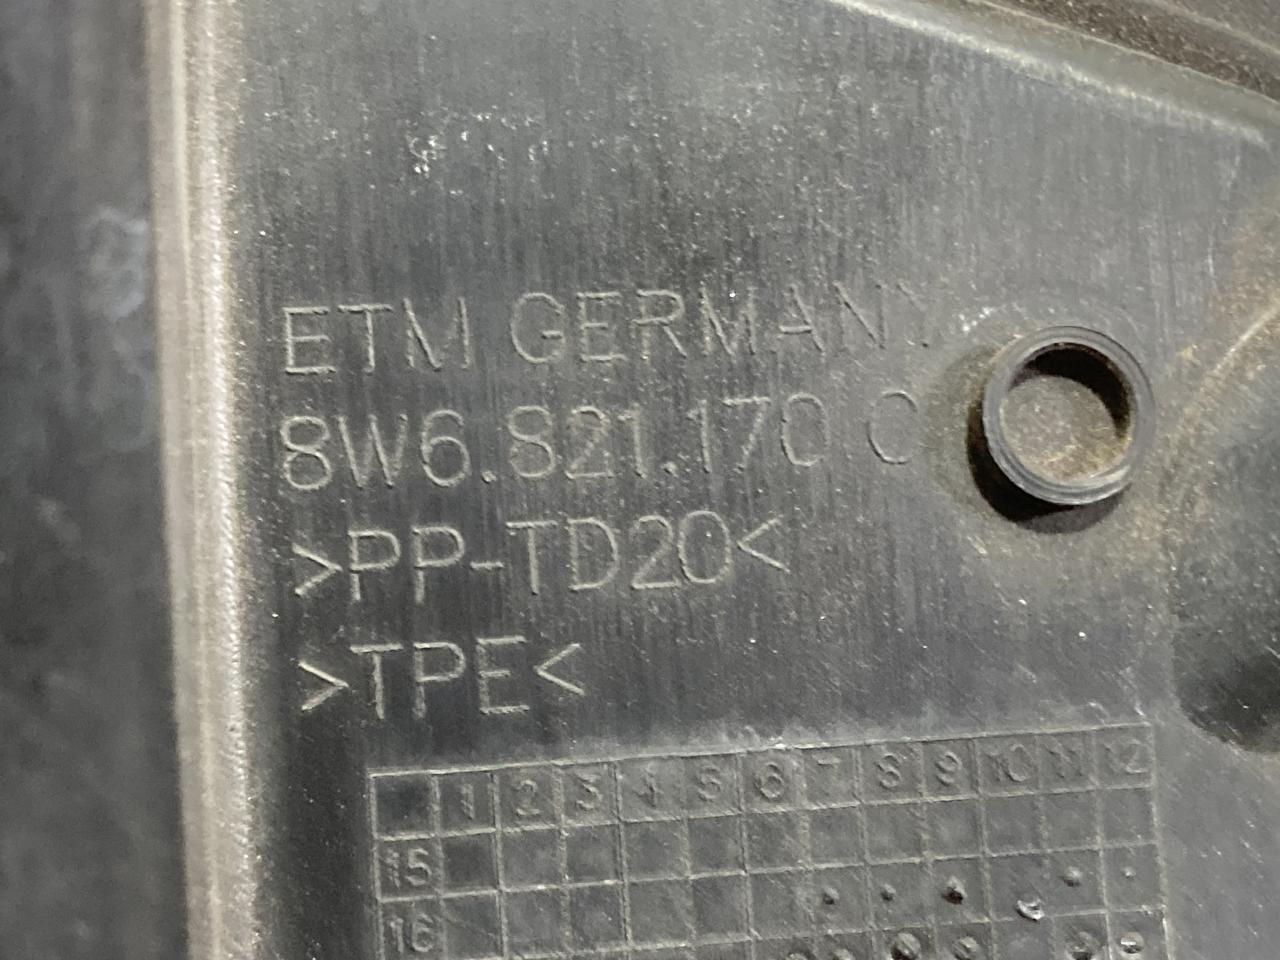 ETM GERMANY
8W6.821.170 C
>PP-TD20<
>TPE<
1 2 3 4 5 6 7 8 9 10 11 12
15
16